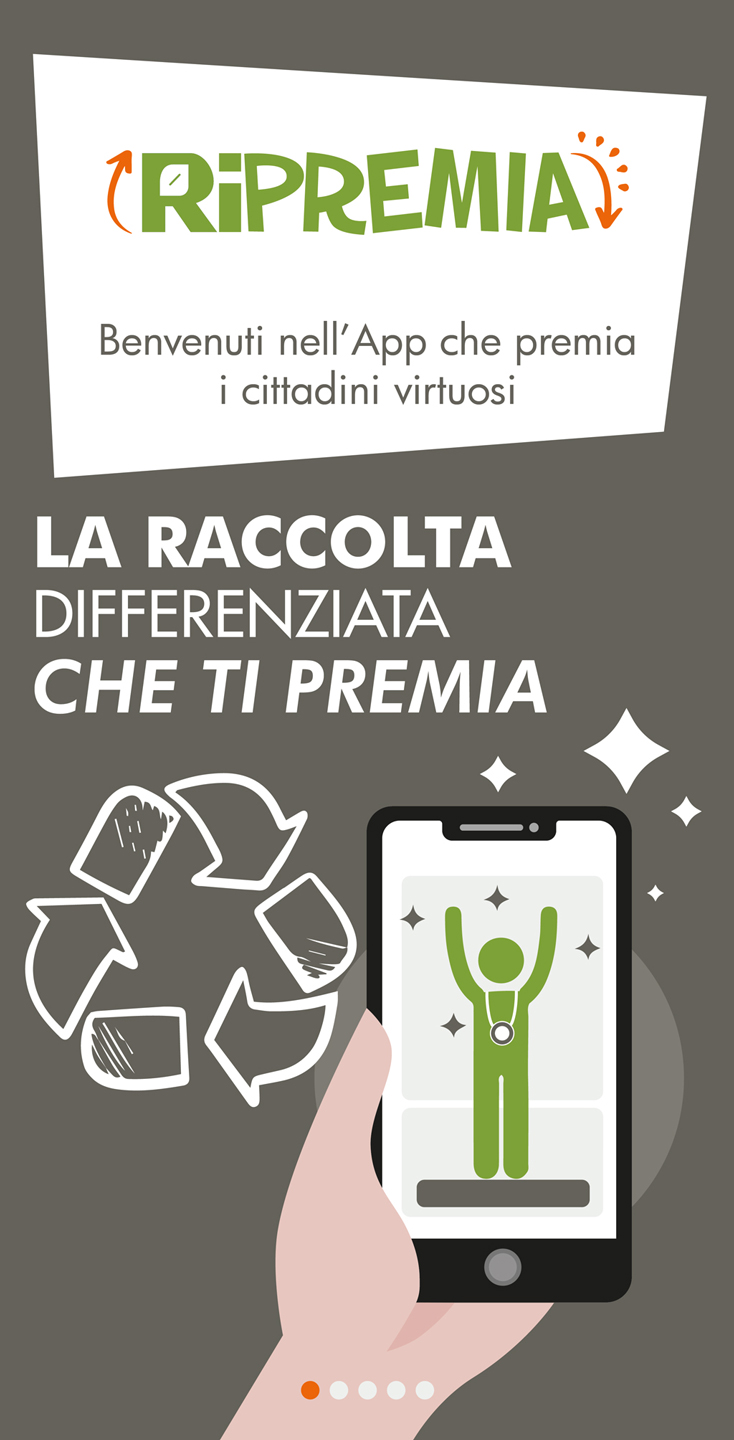 RiPREMIA
Benvenuti nell'App che premia
i cittadini virtuosi
LA RACCOLTA
DIFFERENZIATA
CHE TI PREMIA